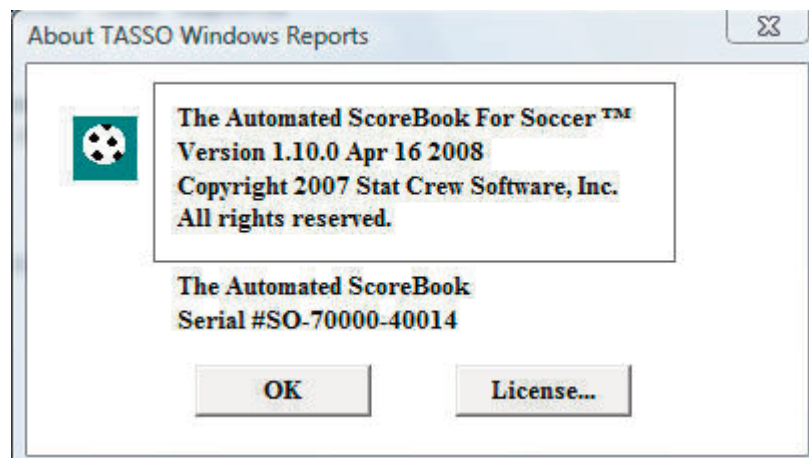 About TASSO Windows Reports
The Automated ScoreBook For Soccer ™
Version 1.10.0 Apr 16 2008
Copyright 2007 Stat Crew Software, Inc.
All rights reserved.
The Automated ScoreBook
Serial #SO-70000-40014
OK
License...